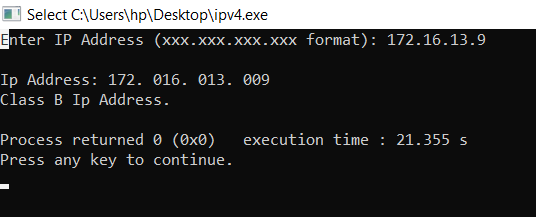 Select C:\Users\hp\Desktop\ipv4.exe
Enter IP Address (xxx.xxx.xxx.xxx format): 172.16.13.9
Ip Address: 172. 016. 013. 009
Class B Ip Address.
Process returned 0 (0x0)   execution time : 21.355 s
Press any key to continue.